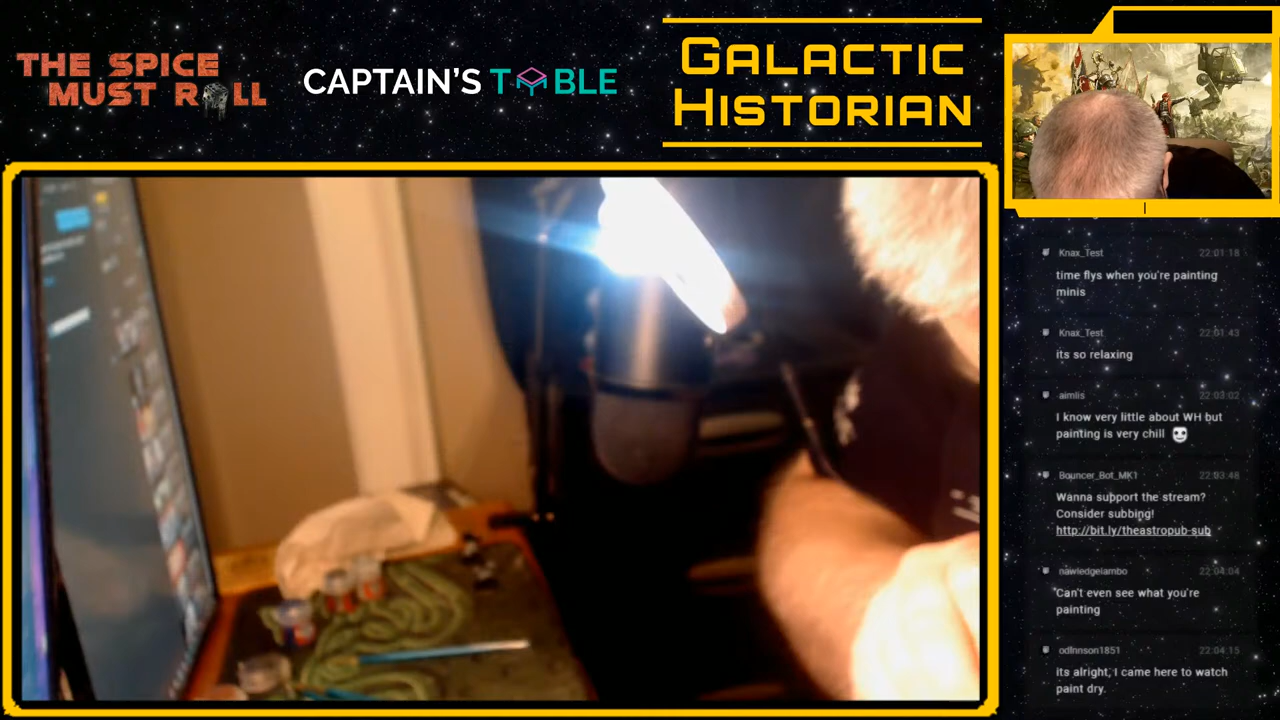 THE SPICE
MUST ROLL
CAPTAIN'S TABLE
GALACTIC
HISTORIAN
Knax_Test 22:01:18
time flys when you're painting
minis
Knax_Test 22:01:43
its so relaxing
aimlis 22:03:02
I know very little about WH but
painting is very chill
Bouncer_Bot_MK1 22:03:48
Wanna support the stream?
Consider subbing!
http://bit.ly/theastropub-sub
nawledgelambo 22:04:04
Can't even see what you're
painting
odinnson1851 22:04:15
its alright, I came here to watch
paint dry.